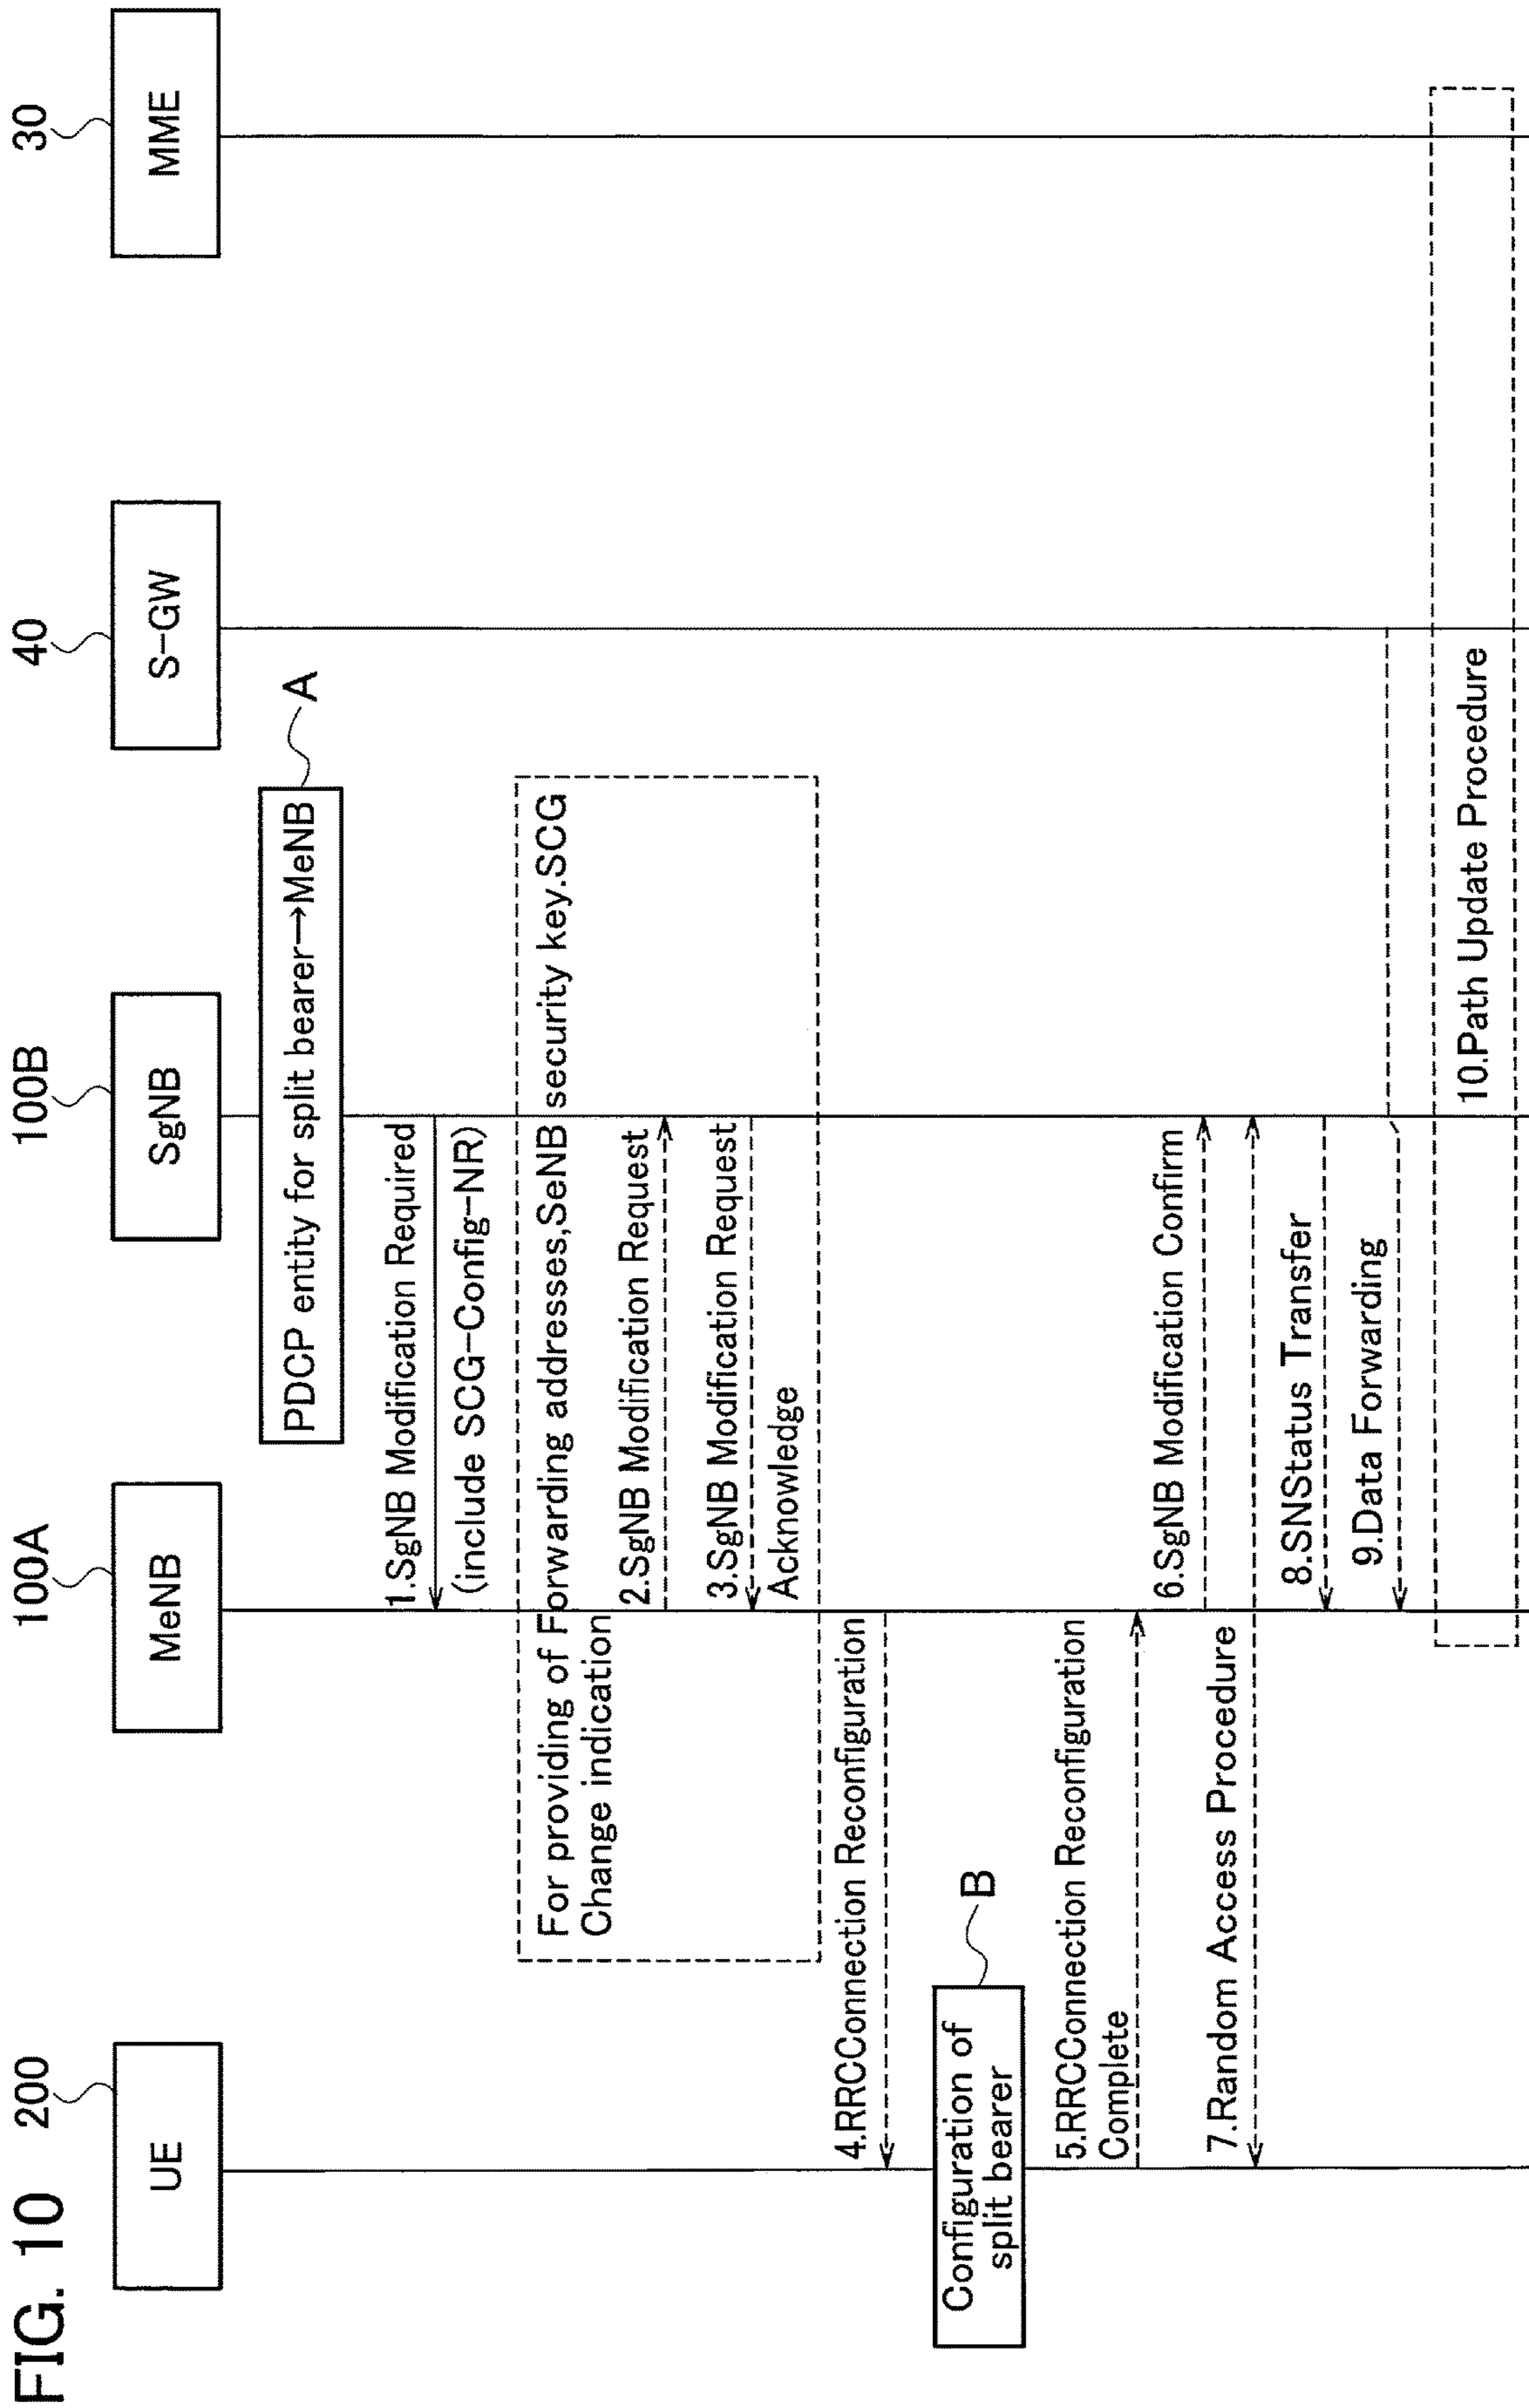 FIG. 10
200
100A
100B
40
30
UE
MeNB
SgNB
S-GW
MME
PDCP entity for split bearer→MeNB
A
1.SgNB Modification Required
(include SCG-Config-NR)
For providing of Forwarding addresses,SeNB security key.SCG
Change indication
2.SgNB Modification Request
3.SgNB Modification Request
Acknowledge
4.RRCConnection Reconfiguration
Configuration of
split bearer
B
5.RRCConnection Reconfiguration
Complete
6.SgNB Modification Confirm
7.Random Access Procedure
8.SNStatus Transfer
9.Data Forwarding
10.Path Update Procedure